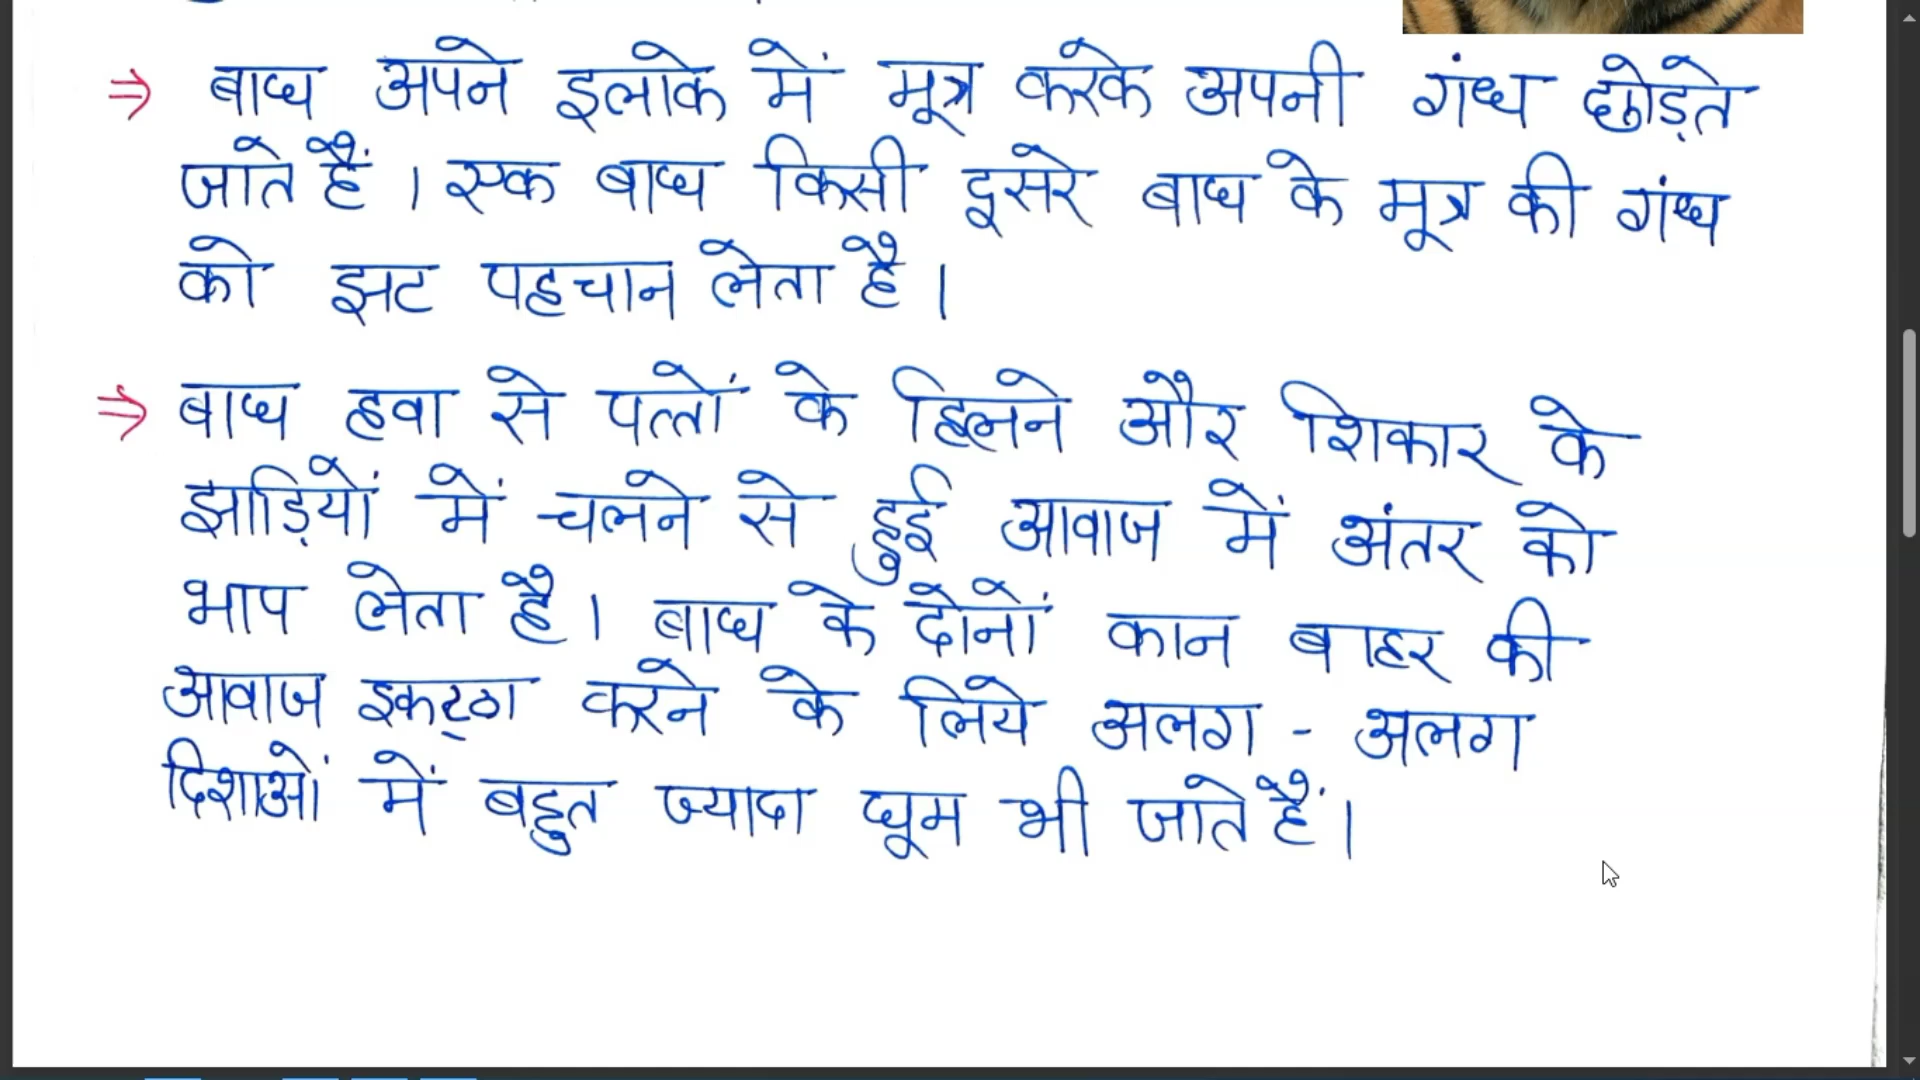 ⇒ बाघ अपने इलाके में मूत्र करके अपनी गंध छोड़ते
जाते हैं। एक बाघ किसी दूसरे बाघ के मूत्र की गंध
को झट पहचान लेता है।
⇒ बाघ हवा से पत्तों के हिलने और शिकार के
झाड़ियों में चलने से हुई आवाज में अंतर को
भाप लेता है। बाघ के दोनों कान बाहर की
आवाज इकट्ठा करने के लिये अलग - अलग
दिशाओं में बहुत ज्यादा घूम भी जाते हैं।